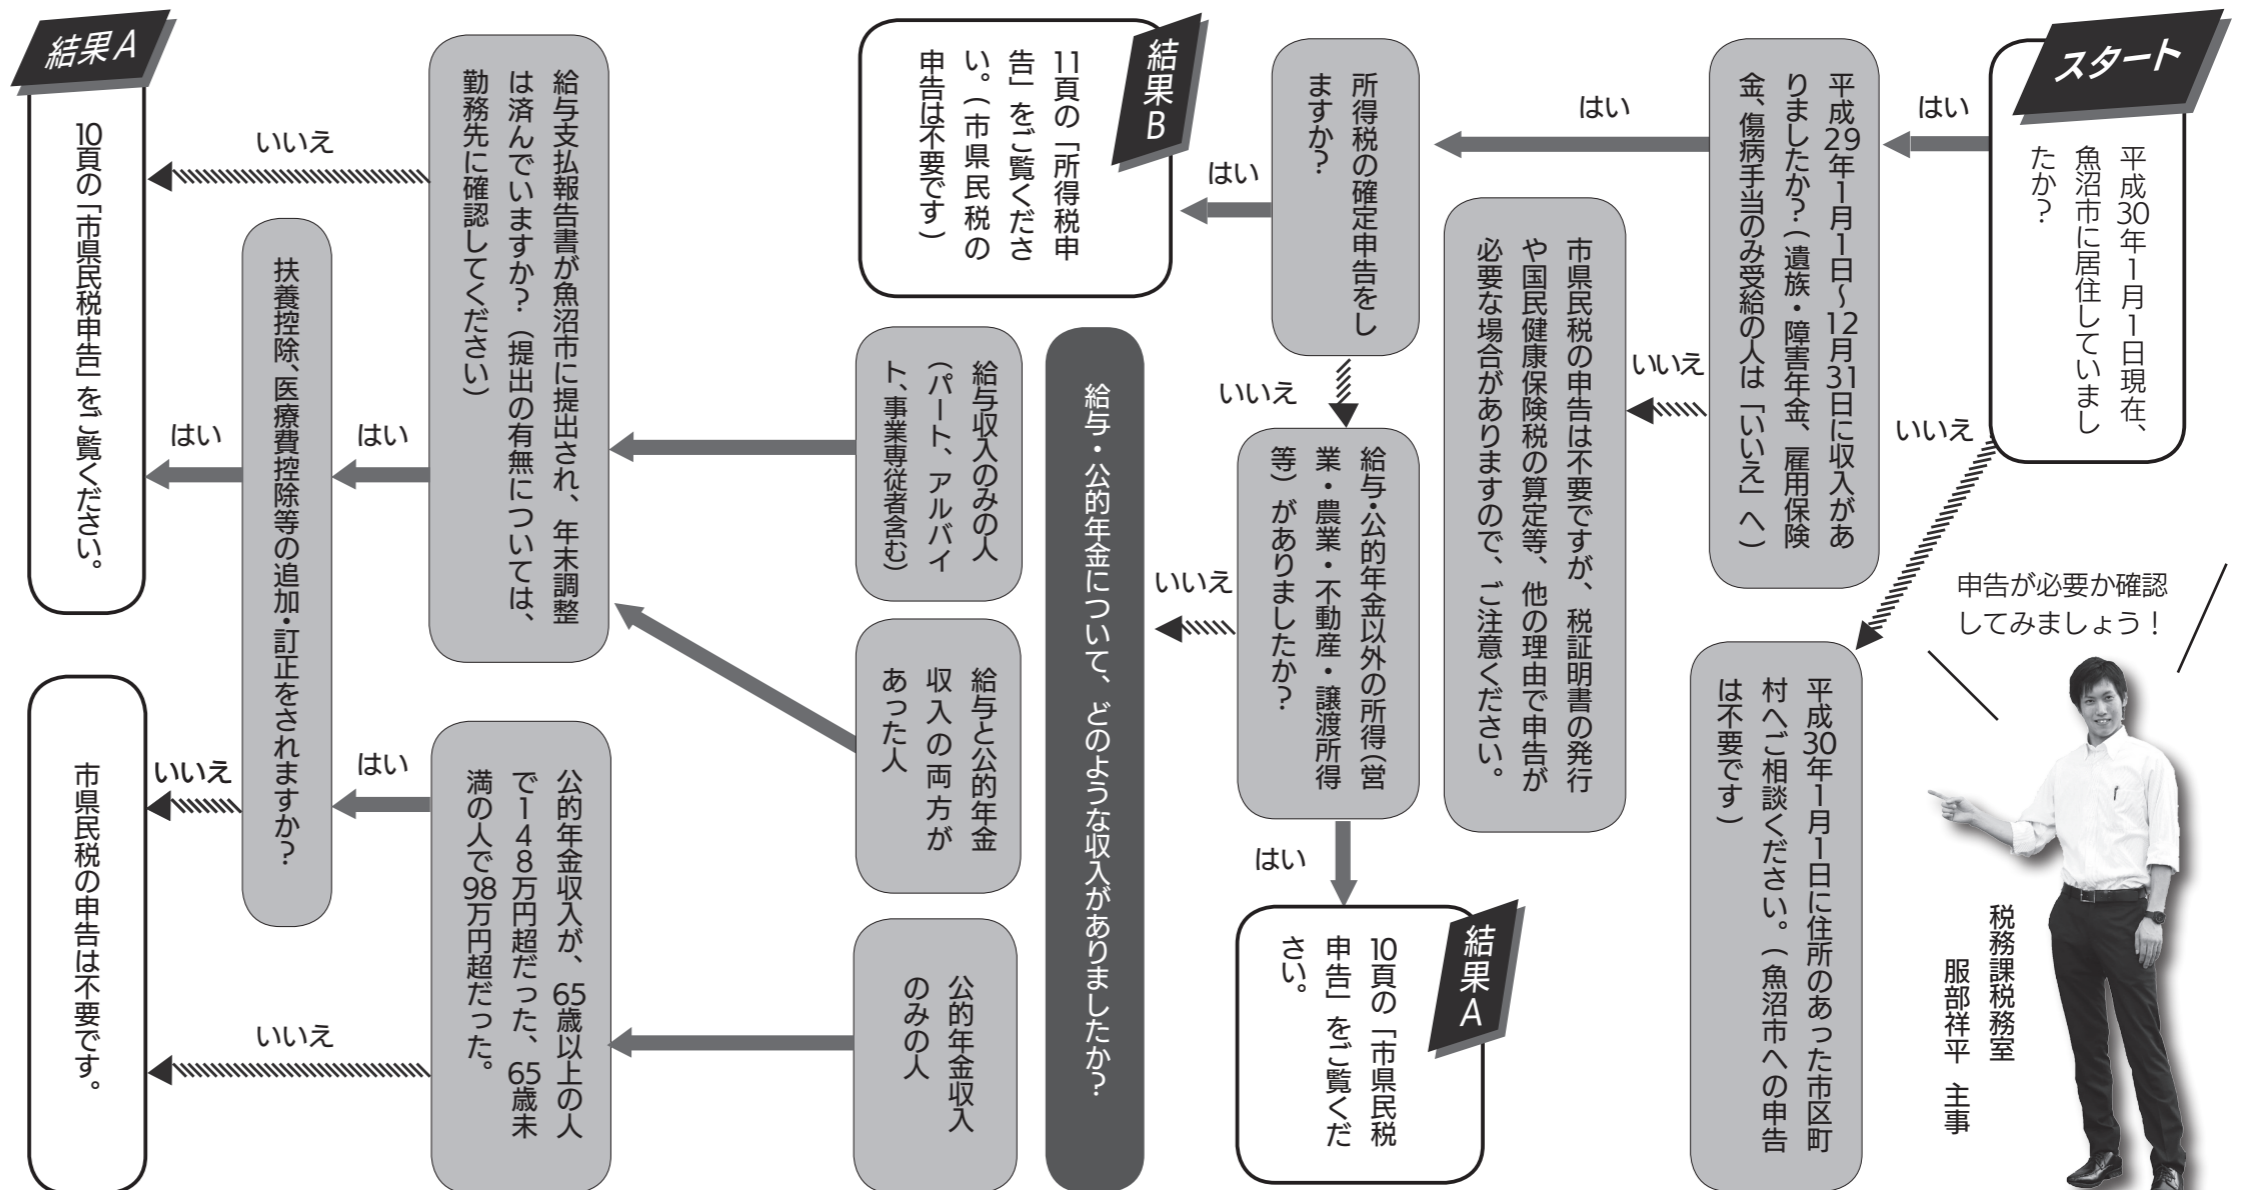 スタート
平成30年1月1日現在、
魚沼市に居住していまし
たか?
はい
いいえ
平成29年1月1日～12月31日に収入があ
りましたか?(遺族・障害年金、雇用保険
金、傷病手当のみ受給の人は「いいえ」へ)
はい
いいえ
申告が必要か確認
してみましょう!
税務課税務室
服部祥平 主事
平成30年1月1日に住所のあった市区町
村へご相談ください。(魚沼市への申告
は不要です)
市県民税の申告は不要ですが、税証明書の発行
や国民健康保険税の算定等、他の理由で申告が
必要な場合がありますので、ご注意ください。
所得税の確定申告をし
ますか?
はい
いいえ
結果B
11頁の「所得税申
告」をご覧くださ
い。(市県民税の
申告は不要です)
給与・公的年金以外の所得(営
業・農業・不動産・譲渡所得
等)がありましたか?
はい
いいえ
結果A
10頁の「市県民税
申告」をご覧くだ
さい。
給与・公的年金について、どのような収入がありましたか?
給与収入のみの人
(パート、アルバイ
ト、事業専従者含む)
給与と公的年金
収入の両方が
あった人
公的年金収入
のみの人
給与支払報告書が魚沼市に提出され、年末調整
は済んでいますか?(提出の有無については、
勤務先に確認してください)
いいえ
はい
公的年金収入が、65歳以上の人
で148万円超だった、65歳未
満の人で98万円超だった。
はい
いいえ
扶養控除、医療費控除等の追加・訂正をされますか?
はい
いいえ
結果A
10頁の「市県民税申告」をご覧ください。
市県民税の申告は不要です。